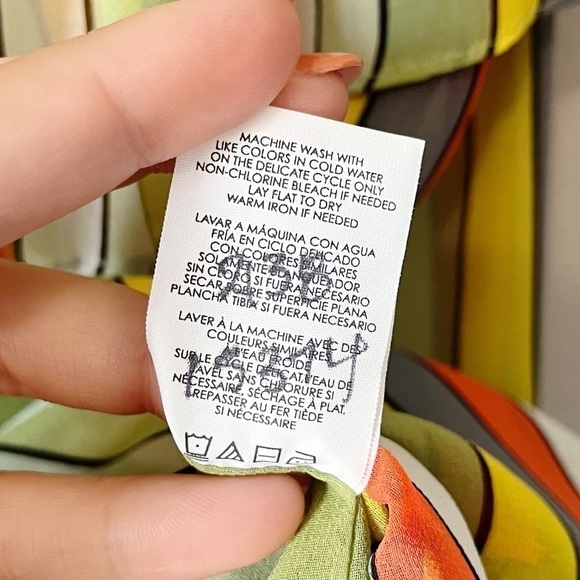 MACHINE WASH WITH
LIKE COLORS IN COLD WATER
ON THE DELICATE CYCLE ONLY
NON-CHLORINE BLEACH IF NEEDED
LAY FLAT TO DRY
WARM IRON IF NEEDED
LAVAR A MÁQUINA CON AGUA
FRÍA EN CICLO DELICADO
CON COLORES SIMILARES
SOLAMENTE BLANQUEADOR
SIN CLORO SI FUERA NECESARIO
SECAR SOBRE SUPERFICIE PLANA
PLANCHA TIBIA SI FUERA NECESARIO
LAVER À LA MACHINE AVEC DES
COULEURS SIMILAIRES
L'EAU FROIDE
SUR LE CYCLE DÉLICAT, L'EAU DE
JAVEL SANS CHLORURE SI
NÉCESSAIRE, SÉCHAGE À PLAT,
REPASSER AU FER TIÈDE
SI NÉCESSAIRE